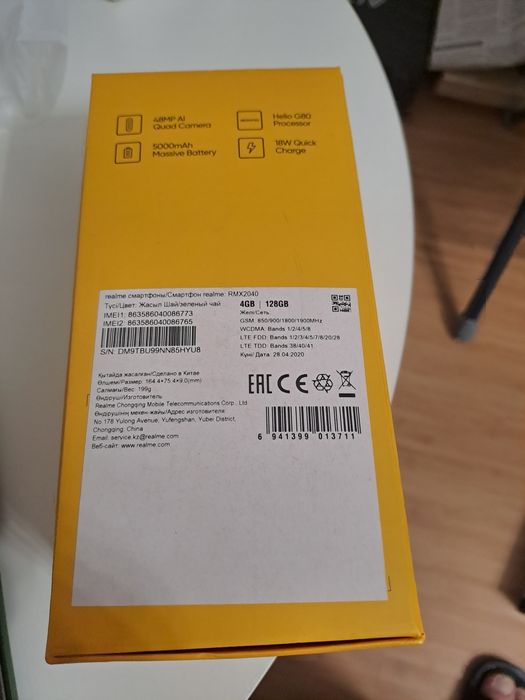 48MP AI
Quad Camera
Helio G80
Processor
5000mAh
Massive Battery
18W Quick
Charge
realme смартфоны/Смартфон realme: RMX2040
Түсі/Цвет: Жасыл Шай/зеленый чай
IMEI1: 863586040086773
IMEI2: 863586040086765
S/N: DM9TBU99NN85HYU8
4GB | 128GB
Желі/Сеть:
GSM: 850/900/1800/1900MHz
WCDMA: Bands 1/2/4/5/8
LTE FDD: Bands 1/2/3/4/5/7/8/20/28
LTE TDD: Bands 38/40/41
Күні/Дата: 28.04.2020
Қытайда жасалған/Сделано в Китае
Өлшем/Размер: 164.4*75.4*9.0(mm)
Салмағы/Вес: 199g
Өндіруші/Изготовитель:
Realme Chongqing Mobile Telecommunications Corp., Ltd.
Өндірушінің мекен-жайы/Адрес изготовителя:
No.178 Yulong Avenue, Yufengshan, Yubei District,
Chongqing, China
Email: service.kz@realme.com
Веб-сайт: www.realme.com
EAC CE
6 941399 013711